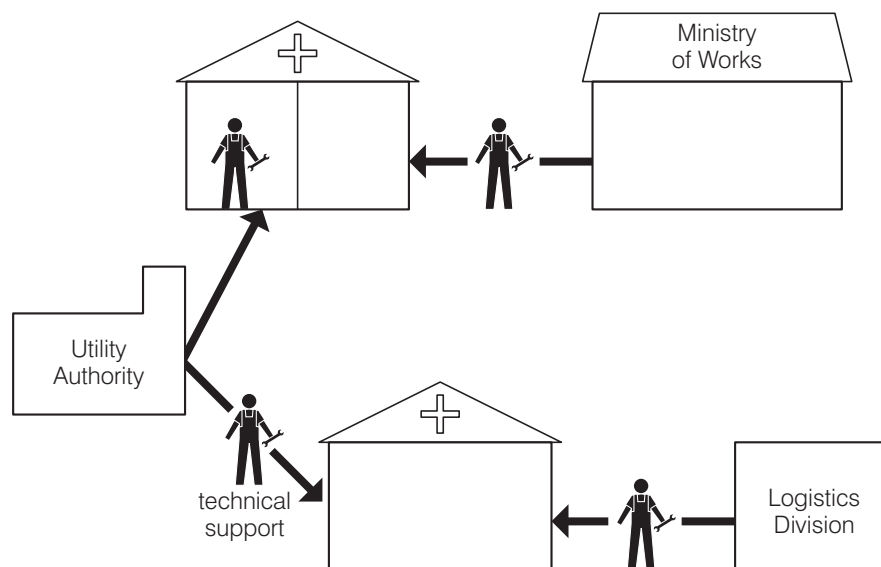 Ministry
of Works
Utility
Authority
technical
support
Logistics
Division